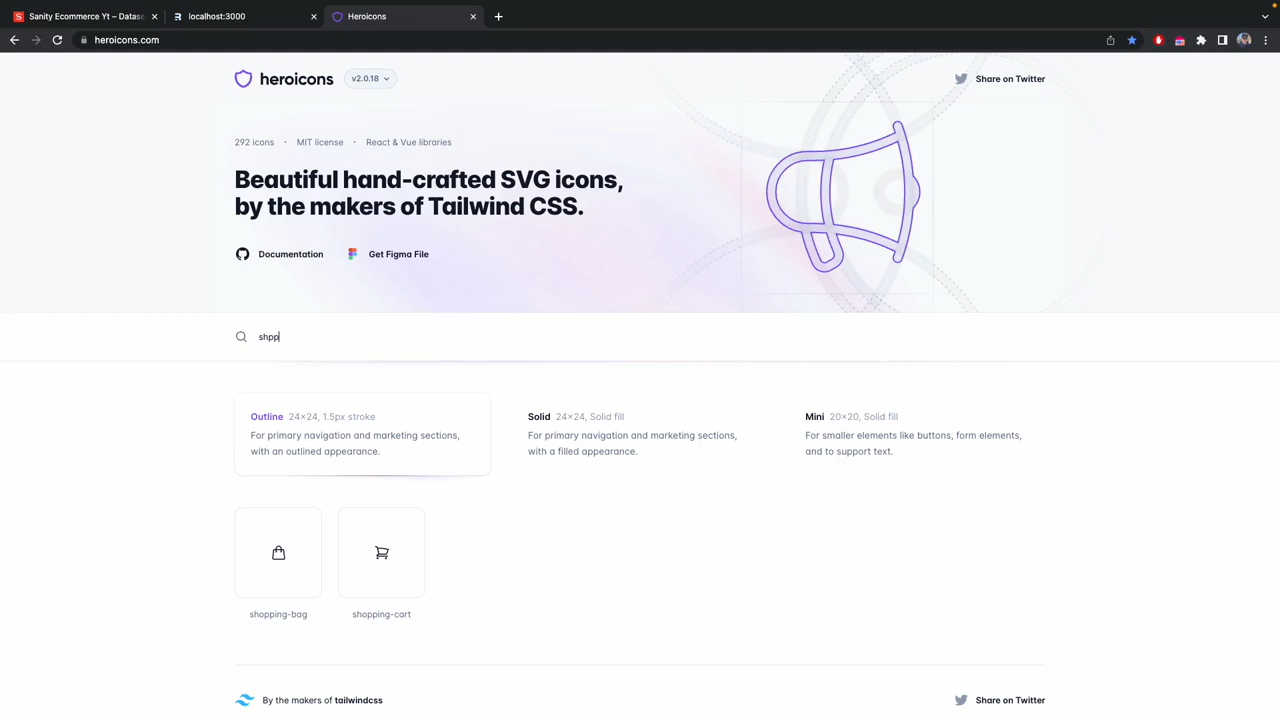 Sanity Ecommerce Yt – Datase
localhost:3000
Heroicons
heroicons.com
heroicons
v2.0.18
Share on Twitter
292 icons · MIT license · React & Vue libraries
Beautiful hand-crafted SVG icons,
by the makers of Tailwind CSS.
Documentation
Get Figma File
shpp
Outline 24×24, 1.5px stroke
For primary navigation and marketing sections,
with an outlined appearance.
Solid 24×24, Solid fill
For primary navigation and marketing sections,
with a filled appearance.
Mini 20×20, Solid fill
For smaller elements like buttons, form elements,
and to support text.
shopping-bag
shopping-cart
By the makers of tailwindcss
Share on Twitter